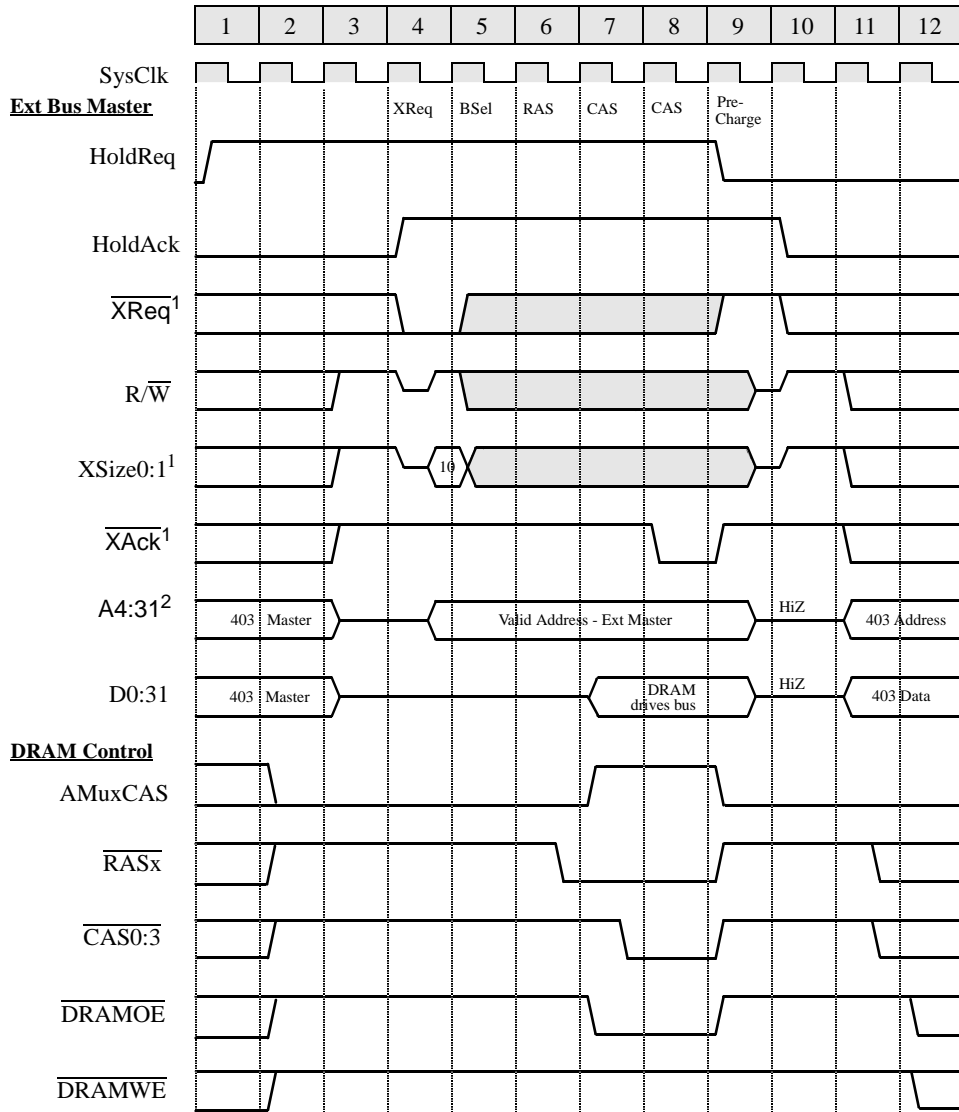 1 2 3 4 5 6 7 8 9 10 11 12
SysClk
Ext Bus Master
XReq BSel RAS CAS CAS Pre-
Charge
HoldReq
HoldAck
XReq1
R/W
XSize0:11
10
XAck1
A4:312
403 Master
Valid Address - Ext Master
HiZ
403 Address
D0:31
403 Master
DRAM
drives bus
HiZ
403 Data
DRAM Control
AMuxCAS
RASx
CAS0:3
DRAMOE
DRAMWE